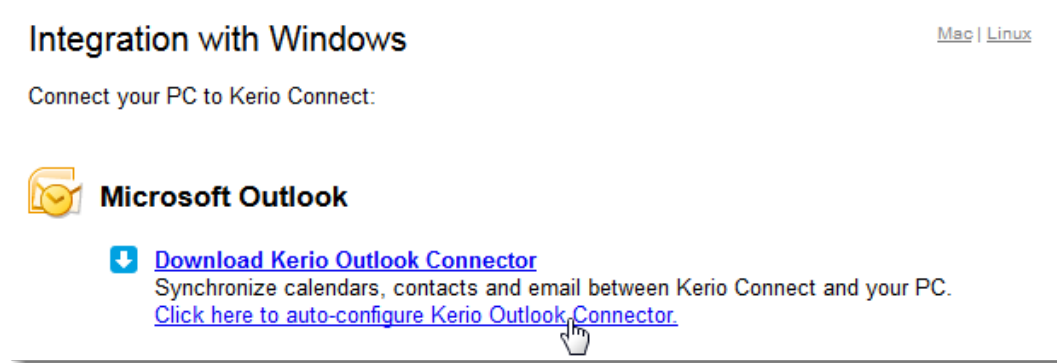 Integration with Windows
Mac | Linux
Connect your PC to Kerio Connect:
Microsoft Outlook
Download Kerio Outlook Connector
Synchronize calendars, contacts and email between Kerio Connect and your PC.
Click here to auto-configure Kerio Outlook Connector.